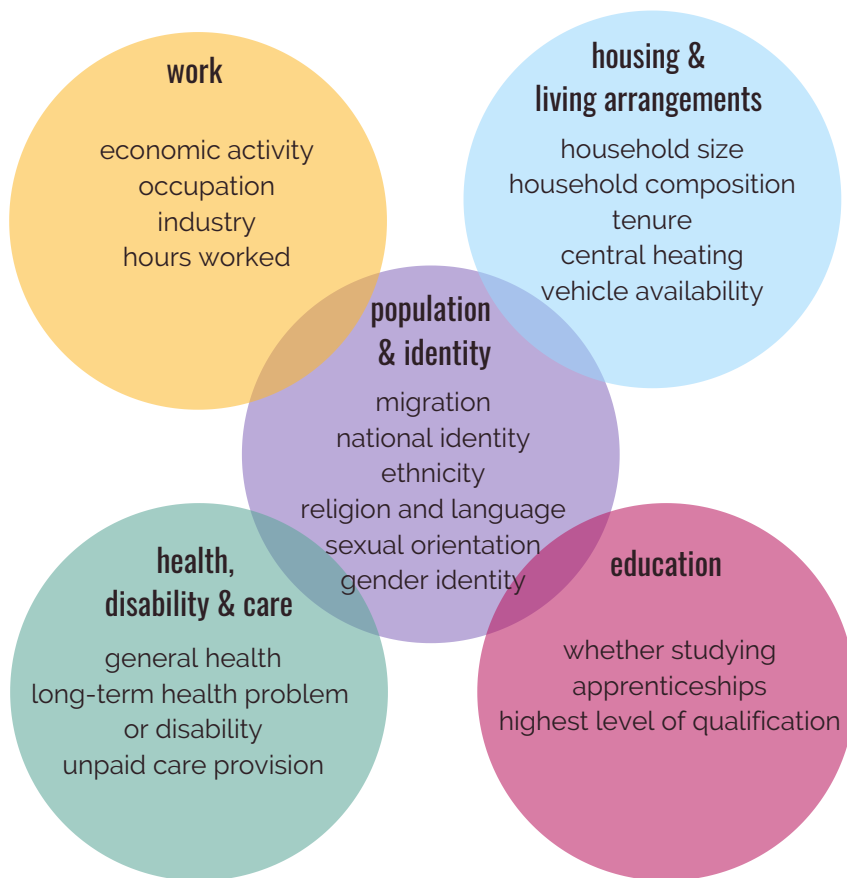 work
economic activity
occupation
industry
hours worked
housing &
living arrangements
household size
household composition
tenure
central heating
vehicle availability
population
& identity
migration
national identity
ethnicity
religion and language
sexual orientation
gender identity
health,
disability & care
general health
long-term health problem
or disability
unpaid care provision
education
whether studying
apprenticeships
highest level of qualification